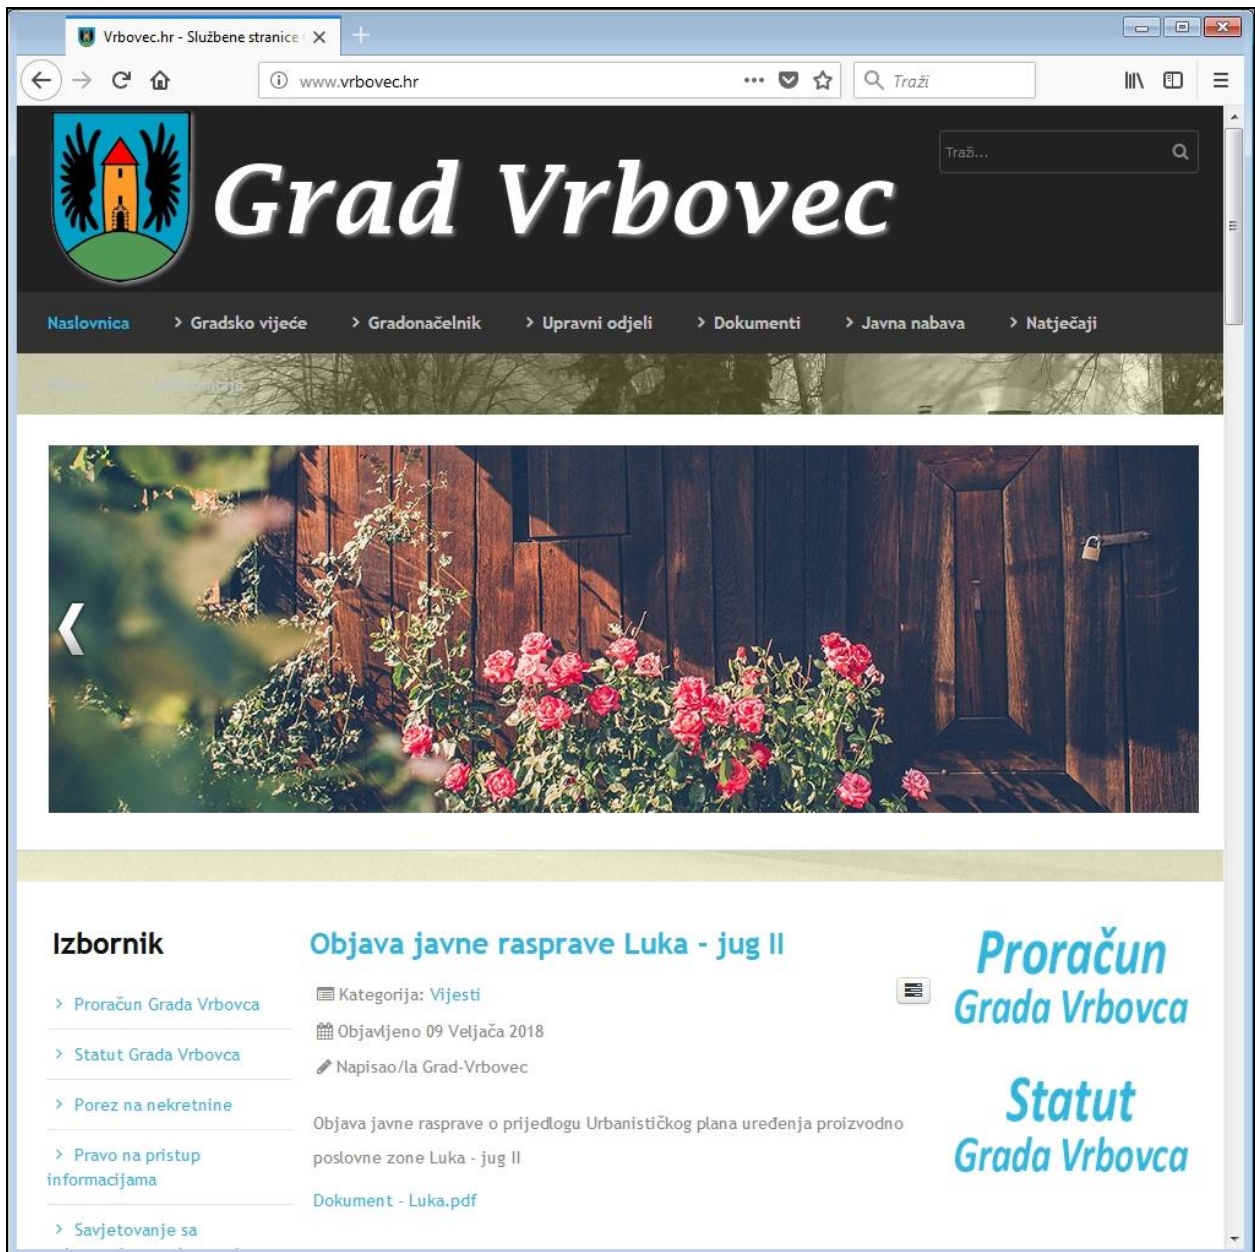 Vrbovec.hr - Službene stranice
www.vrbovec.hr
Traži
Grad Vrbovec
Traži...
Naslovnica > Gradsko vijeće > Gradonačelnik > Upravni odjeli > Dokumenti > Javna nabava > Natječaji
Izbornik
> Proračun Grada Vrbovca
> Statut Grada Vrbovca
> Porez na nekretnine
> Pravo na pristup
informacijama
> Savjetovanje sa
Objava javne rasprave Luka - jug II
Kategorija: Vijesti
Objavljeno 09 Veljača 2018
Napisao/la Grad-Vrbovec
Objava javne rasprave o prijedlogu Urbanističkog plana uređenja proizvodno
poslovne zone Luka - jug II
Dokument - Luka.pdf
Proračun
Grada Vrbovca
Statut
Grada Vrbovca